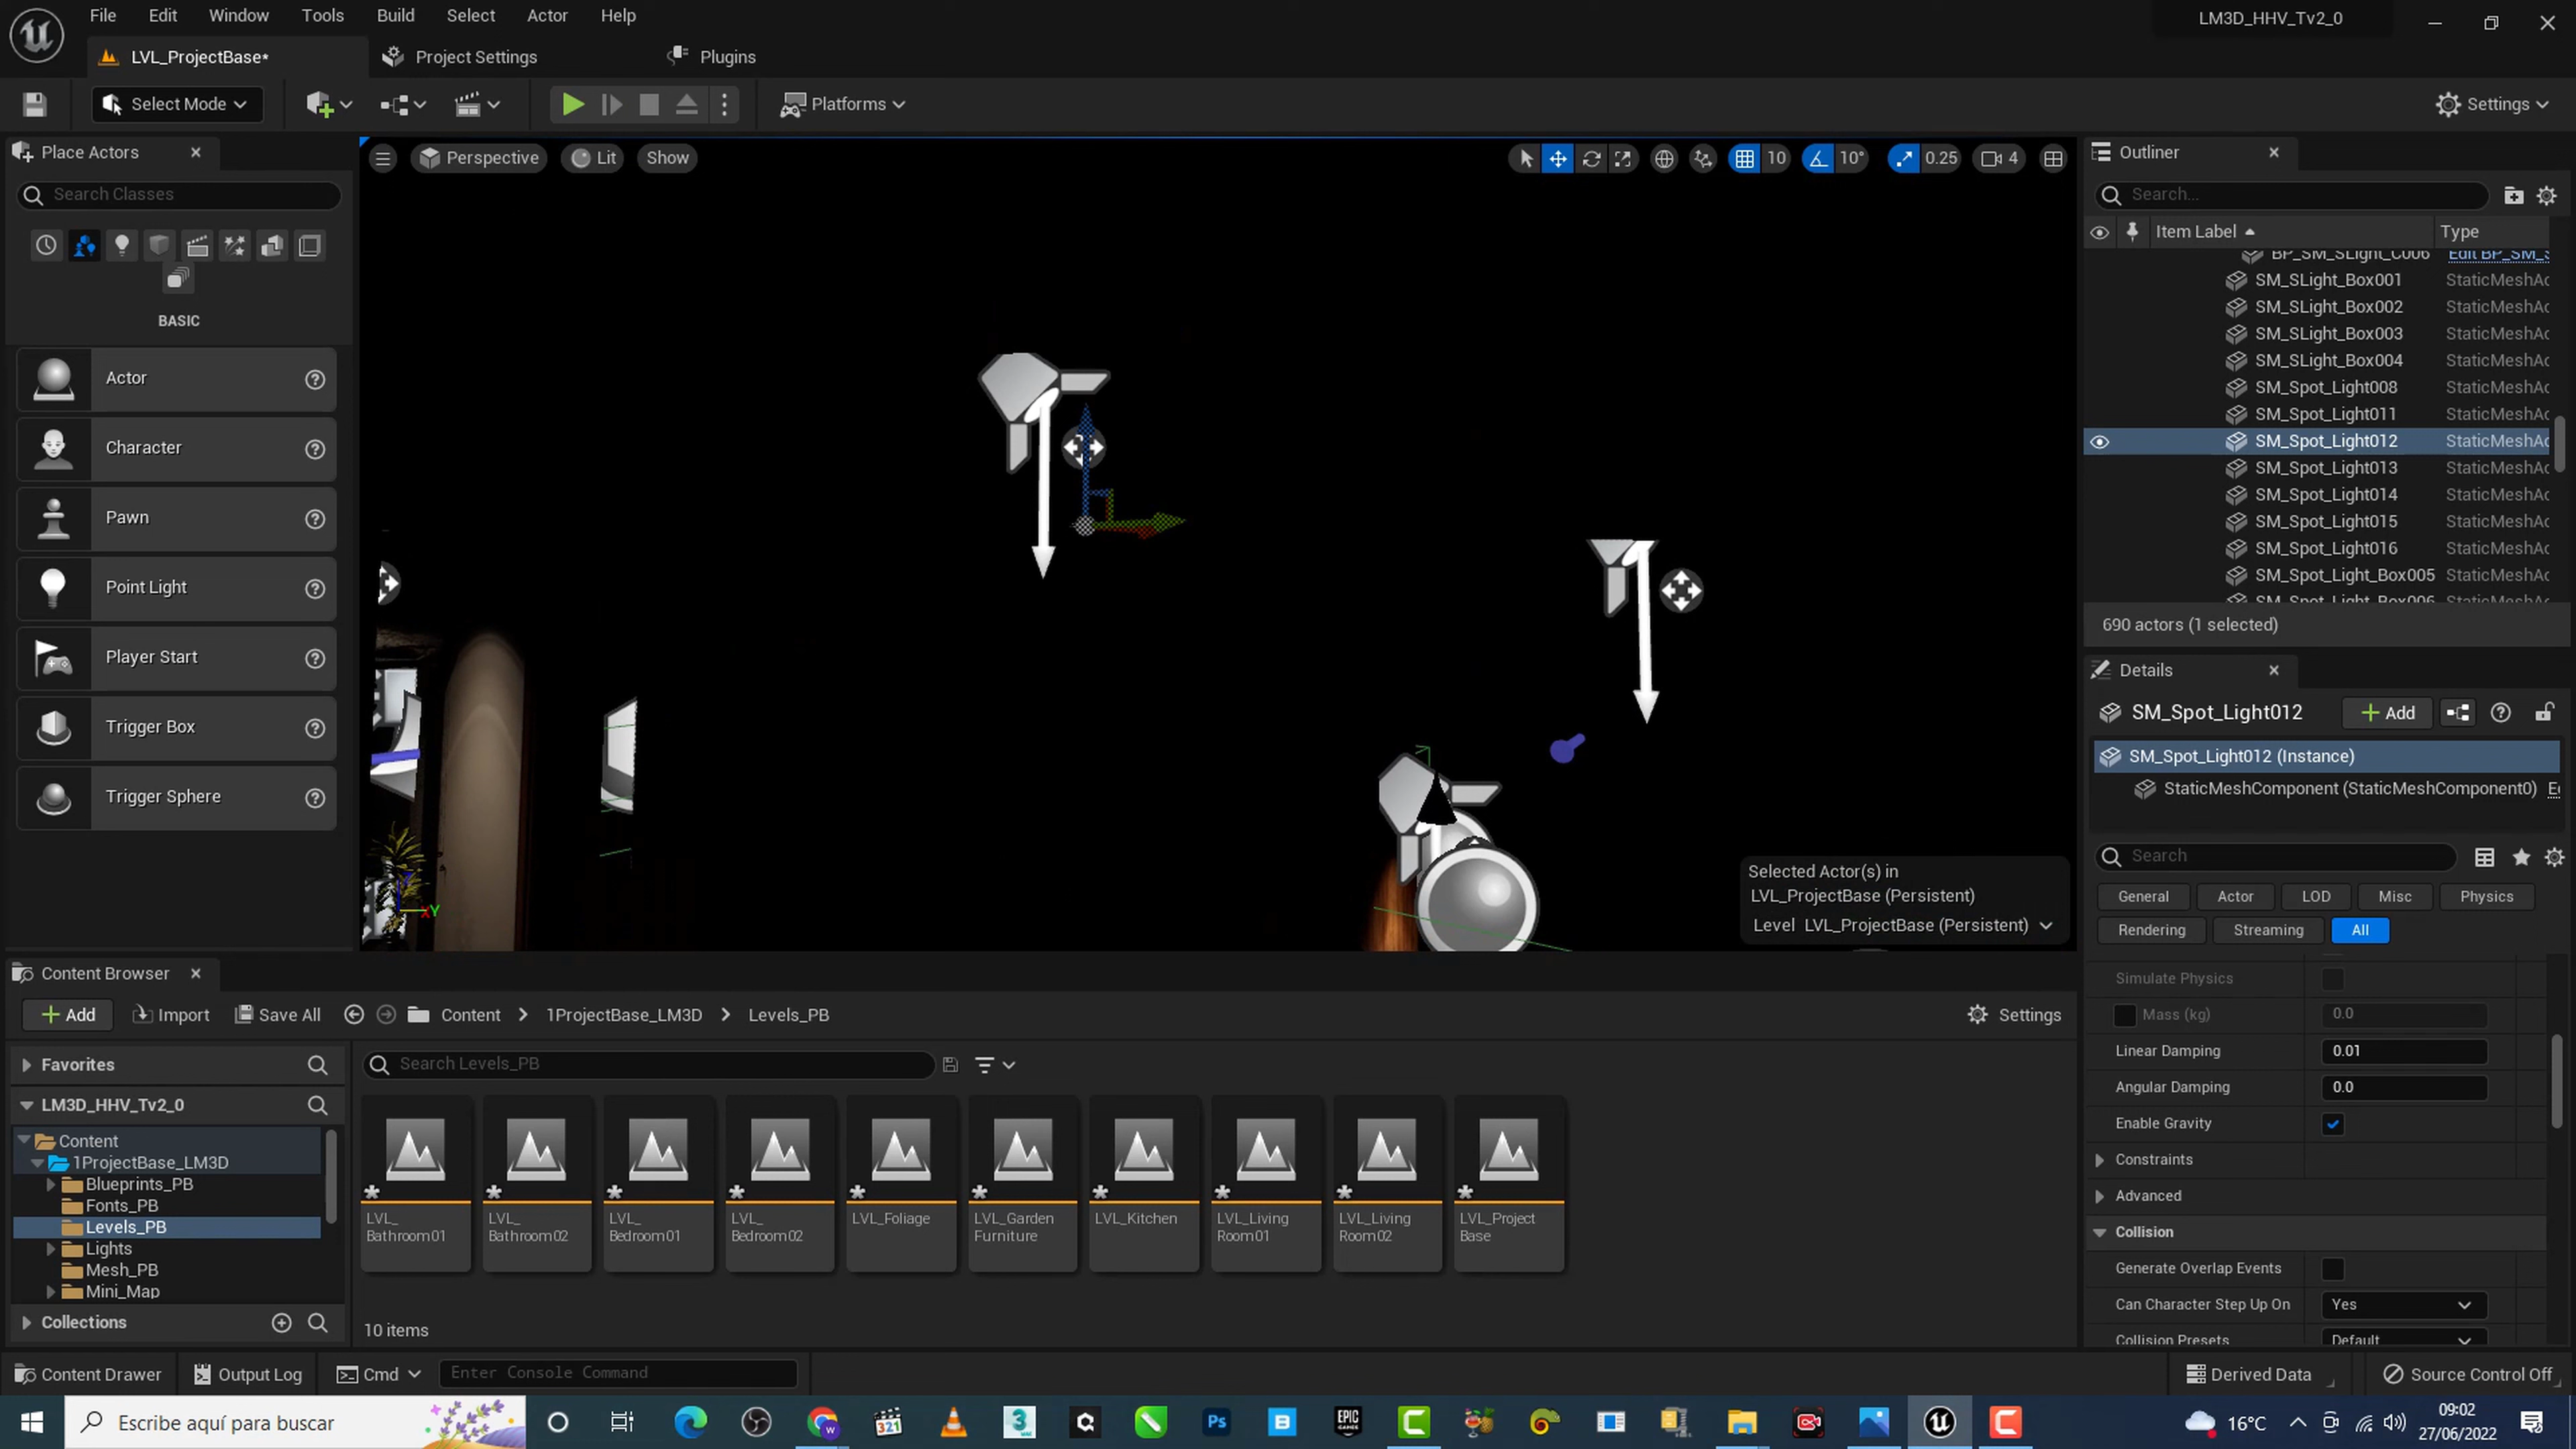 File Edit Window Tools Build Select Actor Help
LM3D_HHV_Tv2_0
LVL_ProjectBase*
Project Settings
Plugins
Select Mode
Platforms
Settings
Place Actors
Search Classes
BASIC
Actor
Character
Pawn
Point Light
Player Start
Trigger Box
Trigger Sphere
Perspective
Lit
Show
10
10°
0.25
4
Y
Selected Actor(s) in
LVL_ProjectBase (Persistent)
Level LVL_ProjectBase (Persistent)
Outliner
Search...
Item Label Type
BP_SM_SLight_C006 Edit BP_SM_S
SM_SLight_Box001 StaticMeshAc
SM_SLight_Box002 StaticMeshAc
SM_SLight_Box003 StaticMeshAc
SM_SLight_Box004 StaticMeshAc
SM_Spot_Light008 StaticMeshAc
SM_Spot_Light011 StaticMeshAc
SM_Spot_Light012 StaticMeshAc
SM_Spot_Light013 StaticMeshAc
SM_Spot_Light014 StaticMeshAc
SM_Spot_Light015 StaticMeshAc
SM_Spot_Light016 StaticMeshAc
SM_Spot_Light_Box005 StaticMeshAc
SM_Spot_Light_Box006 StaticMeshAc
690 actors (1 selected)
Details
SM_Spot_Light012
Add
SM_Spot_Light012 (Instance)
StaticMeshComponent (StaticMeshComponent0)
Search
General Actor LOD Misc Physics
Rendering Streaming All
Simulate Physics
Mass (kg) 0.0
Linear Damping 0.01
Angular Damping 0.0
Enable Gravity
Constraints
Advanced
Collision
Generate Overlap Events
Can Character Step Up On Yes
Collision Presets Default
Content Browser
Add Import Save All Content 1ProjectBase_LM3D Levels_PB
Settings
Favorites
LM3D_HHV_Tv2_0
Content
1ProjectBase_LM3D
Blueprints_PB
Fonts_PB
Levels_PB
Lights
Mesh_PB
Mini_Map
Collections
Search Levels_PB
LVL_
Bathroom01
LVL_
Bathroom02
LVL_
Bedroom01
LVL_
Bedroom02
LVL_Foliage
LVL_Garden
Furniture
LVL_Kitchen
LVL_Living
Room01
LVL_Living
Room02
LVL_Project
Base
10 items
Content Drawer Output Log Cmd Enter Console Command
Derived Data
Source Control Off
Escribe aquí para buscar
321
3
Ps
B
EPIC
GAMES
16°C
09:02
27/06/2022